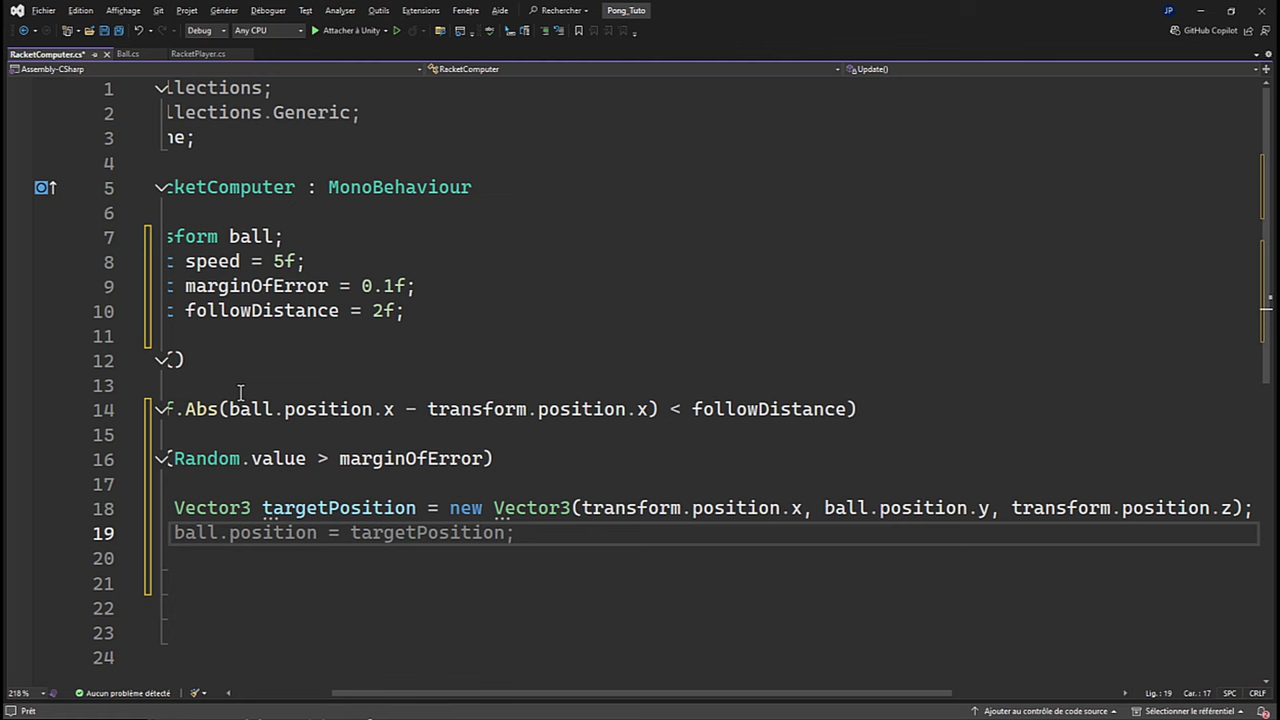 Fichier Edition Affichage Git Projet Générer Déboguer Test Analyser Outils Extensions Fenêtre Aide Rechercher Pong_Tuto JP
Debug Any CPU Attacher à Unity GitHub Copilot
RacketComputer.cs* Ball.cs RacketPlayer.cs
Assembly-CSharp RacketComputer Update()
1 llections;
2 llections.Generic;
3 ne;
4
5 cketComputer : MonoBehaviour
6
7 sform ball;
8 t speed = 5f;
9 t marginOfError = 0.1f;
10 t followDistance = 2f;
11
12 ()
13
14 f.Abs(ball.position.x - transform.position.x) < followDistance)
15
16 (Random.value > marginOfError)
17
18 Vector3 targetPosition = new Vector3(transform.position.x, ball.position.y, transform.position.z);
19 ball.position = targetPosition;
20
21
22
23
24
218 % Aucun problème détecté Lig. : 19 Car. : 17 SPC CRLF
Prêt Ajouter au contrôle de code source Sélectionner le référentiel